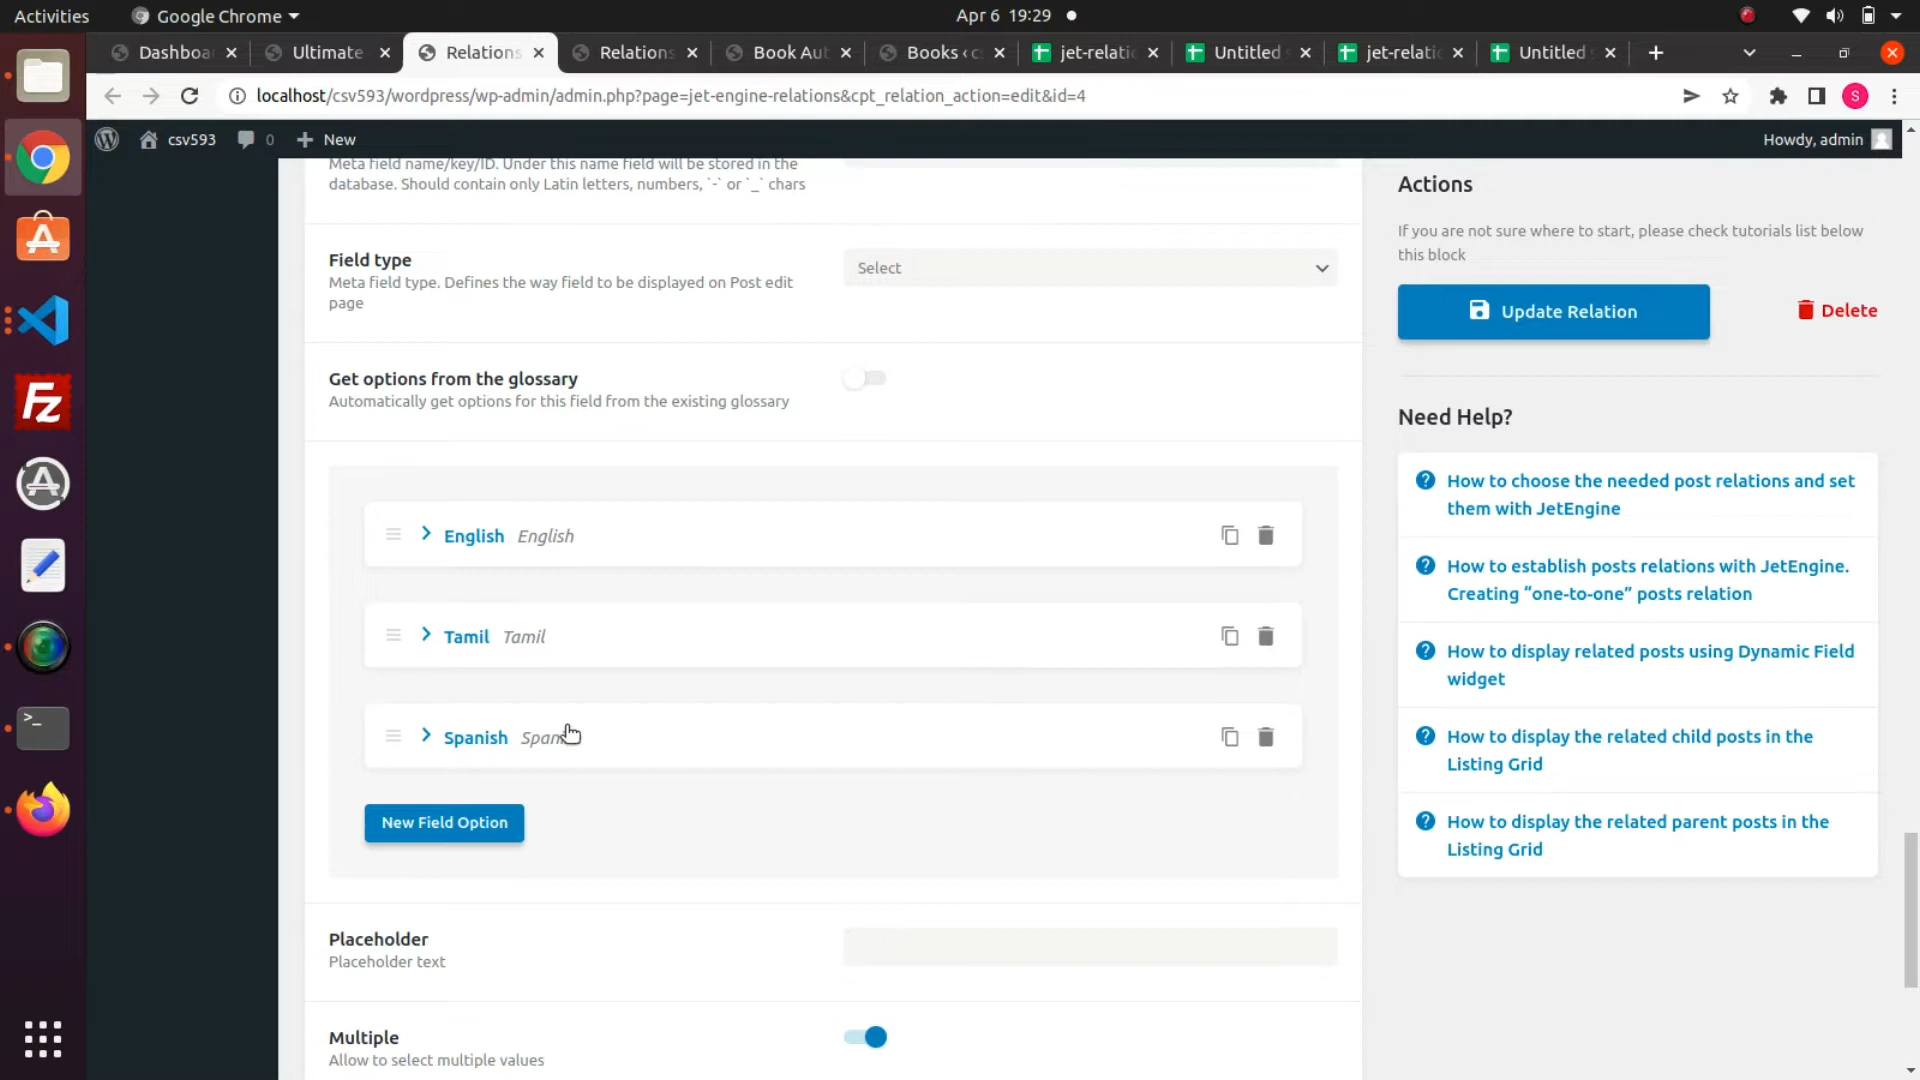 Activities
Google Chrome
Apr 6 19:29
Dashboa
Ultimate
Relations
Relations
Book Aut
Books ‹ cs
jet-relatio
Untitled
jet-relatio
Untitled
localhost/csv593/wordpress/wp-admin/admin.php?page=jet-engine-relations&cpt_relation_action=edit&id=4
S
csv593
0
New
Howdy, admin
Meta field name/key/ID. Under this name field will be stored in the
database. Should contain only Latin letters, numbers, `-` or `_` chars
Field type
Meta field type. Defines the way field to be displayed on Post edit
page
Select
Get options from the glossary
Automatically get options for this field from the existing glossary
English English
Tamil Tamil
Spanish
New Field Option
Placeholder
Placeholder text
Multiple
Allow to select multiple values
Actions
If you are not sure where to start, please check tutorials list below
this block
Update Relation
Delete
Need Help?
How to choose the needed post relations and set
them with JetEngine
How to establish posts relations with JetEngine.
Creating “one-to-one” posts relation
How to display related posts using Dynamic Field
widget
How to display the related child posts in the
Listing Grid
How to display the related parent posts in the
Listing Grid